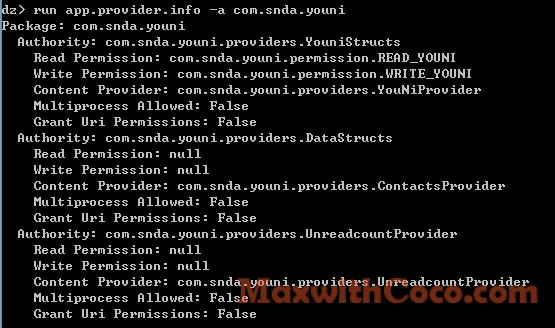 dz> run app.provider.info -a com.snda.youni
Package: com.snda.youni
Authority: com.snda.youni.providers.YouniStructs
Read Permission: com.snda.youni.permission.READ_YOUNI
Write Permission: com.snda.youni.permission.WRITE_YOUNI
Content Provider: com.snda.youni.providers.YouNiProvider
Multiprocess Allowed: False
Grant Uri Permissions: False
Authority: com.snda.youni.providers.DataStructs
Read Permission: null
Write Permission: null
Content Provider: com.snda.youni.providers.ContactsProvider
Multiprocess Allowed: False
Grant Uri Permissions: False
Authority: com.snda.youni.providers.UnreadcountProvider
Read Permission: null
Write Permission: null
Content Provider: com.snda.youni.providers.UnreadcountProvider
Multiprocess Allowed: False
Grant Uri Permissions: False
MaxwithCoco.com